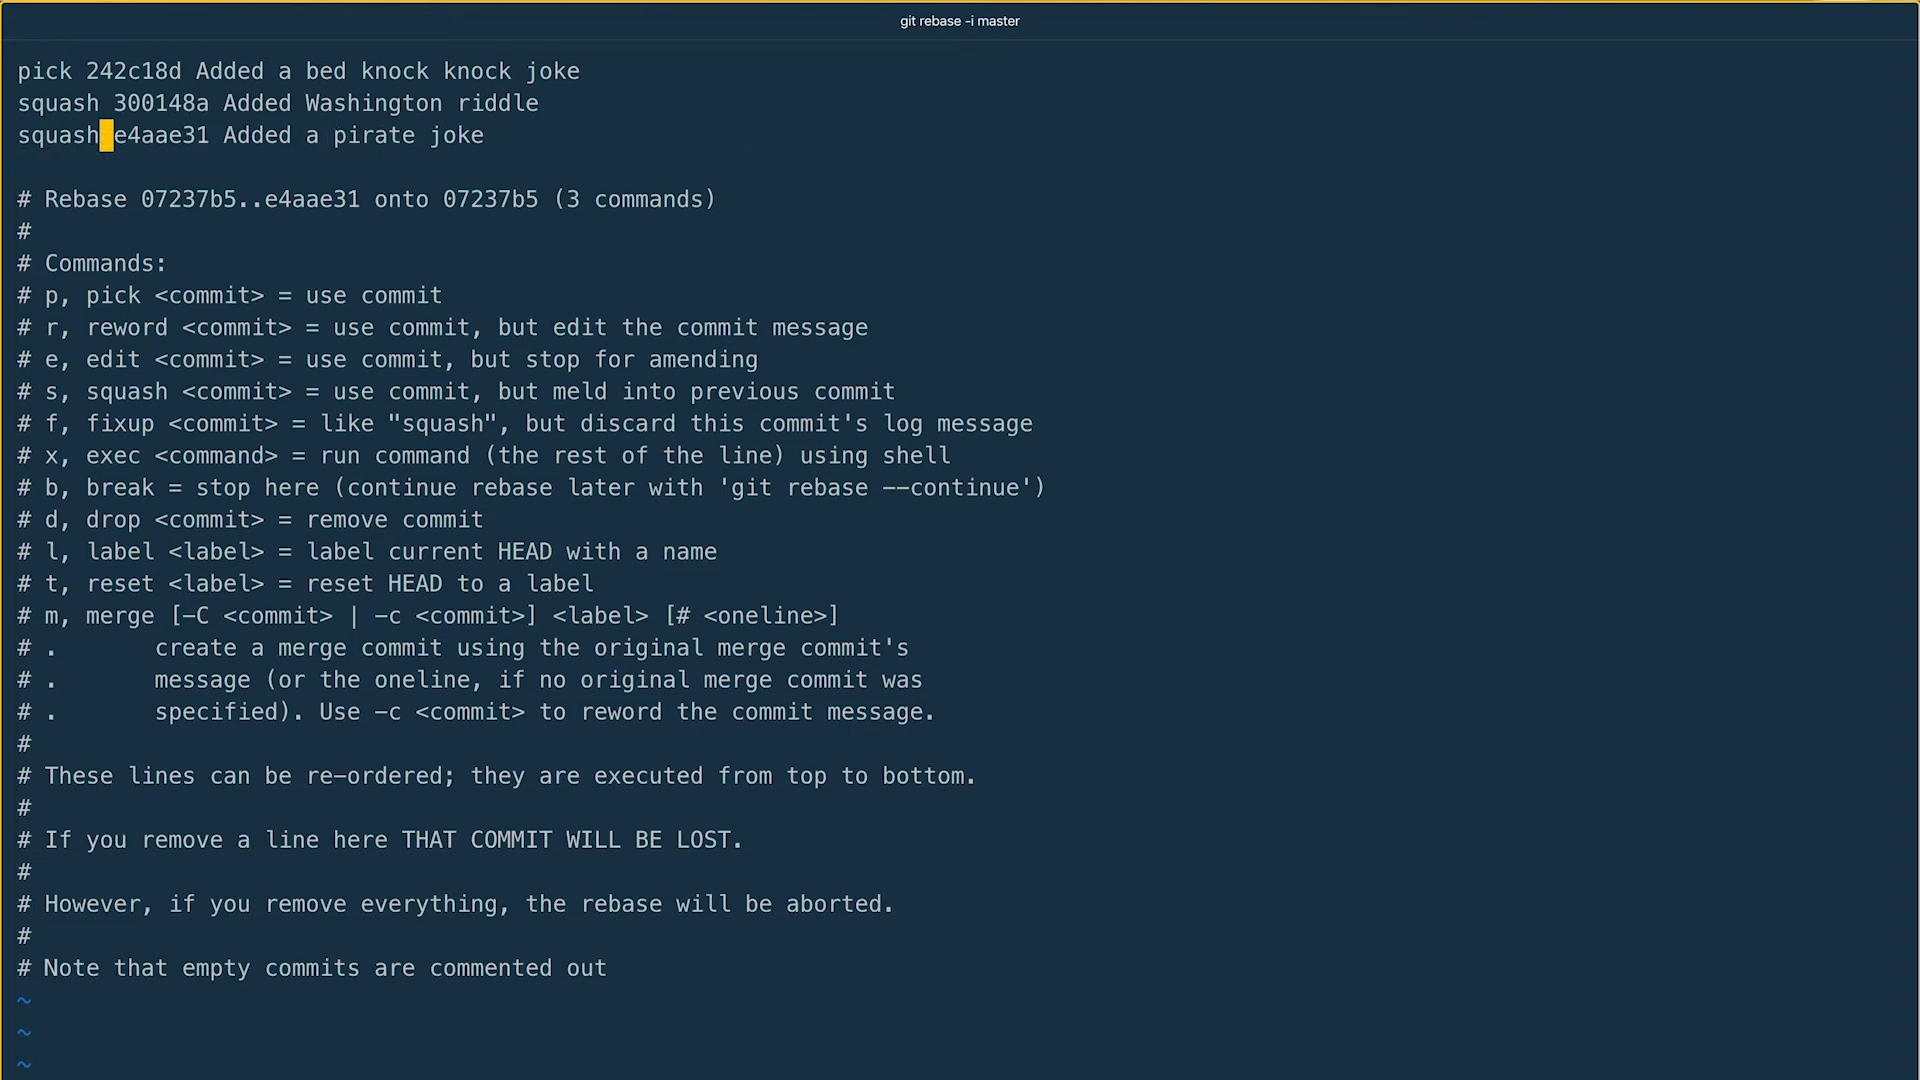 git rebase -i master
pick 242c18d Added a bed knock knock joke
squash 300148a Added Washington riddle
squash e4aae31 Added a pirate joke
# Rebase 07237b5..e4aae31 onto 07237b5 (3 commands)
#
# Commands:
# p, pick <commit> = use commit
# r, reword <commit> = use commit, but edit the commit message
# e, edit <commit> = use commit, but stop for amending
# s, squash <commit> = use commit, but meld into previous commit
# f, fixup <commit> = like "squash", but discard this commit's log message
# x, exec <command> = run command (the rest of the line) using shell
# b, break = stop here (continue rebase later with 'git rebase --continue')
# d, drop <commit> = remove commit
# l, label <label> = label current HEAD with a name
# t, reset <label> = reset HEAD to a label
# m, merge [-C <commit> | -c <commit>] <label> [# <oneline>]
# .       create a merge commit using the original merge commit's
# .       message (or the oneline, if no original merge commit was
# .       specified). Use -c <commit> to reword the commit message.
#
# These lines can be re-ordered; they are executed from top to bottom.
#
# If you remove a line here THAT COMMIT WILL BE LOST.
#
# However, if you remove everything, the rebase will be aborted.
#
# Note that empty commits are commented out
~
~
~